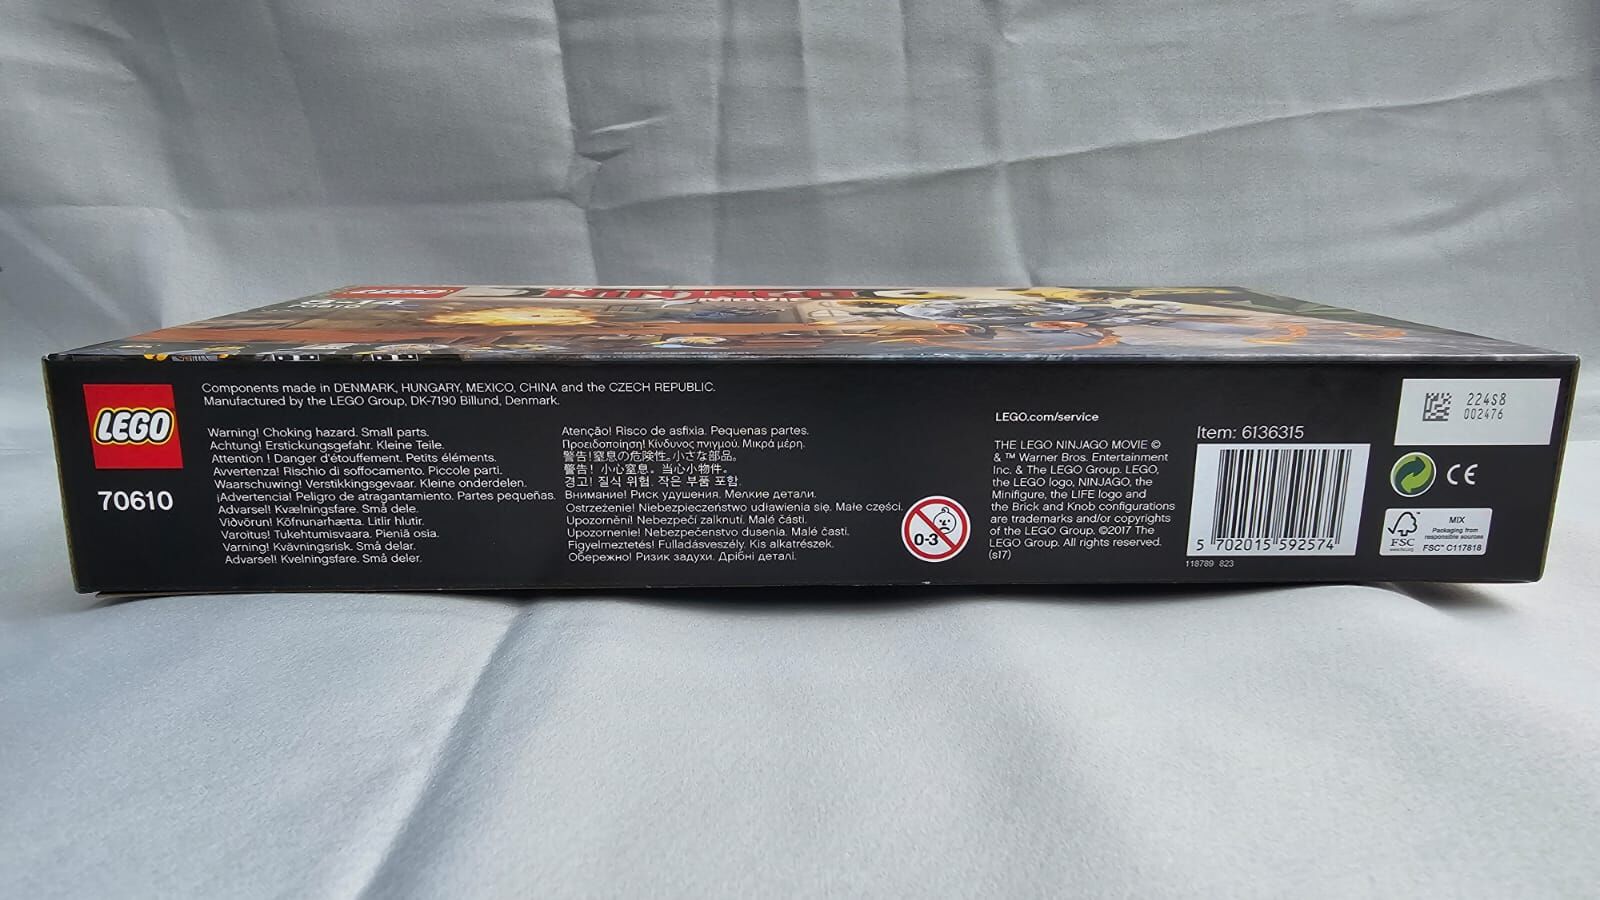 LEGO
8-14
70610
MOVIE
LEGO
70610
Components made in DENMARK, HUNGARY, MEXICO, CHINA and the CZECH REPUBLIC.
Manufactured by the LEGO Group, DK-7190 Billund, Denmark.
Warning! Choking hazard. Small parts.
Achtung! Erstickungsgefahr. Kleine Teile.
Attention ! Danger d'étouffement. Petits éléments.
Avvertenza! Rischio di soffocamento. Piccole parti.
Waarschuwing! Verstikkingsgevaar. Kleine onderdelen.
¡Advertencia! Peligro de atragantamiento. Partes pequeñas.
Advarsel! Kvælningsfare. Små dele.
Viðvörun! Köfnunarhætta. Litlir hlutir.
Varoitus! Tukehtumisvaara. Pieniä osia.
Varning! Kvävningsrisk. Små delar.
Advarsel! Kvelningsfare. Små deler.
Atenção! Risco de asfixia. Pequenas partes.
Προειδοποίηση! Κίνδυνος πνιγμού. Μικρά μέρη.
警告!窒息の危険性。小さな部品。
警告！小心窒息。当心小物件。
경고! 질식 위험. 작은 부품 포함.
Внимание! Риск удушения. Мелкие детали.
Ostrzeżenie! Niebezpieczeństwo udławienia się. Małe części.
Upozornění! Nebezpečí zalknutí. Malé části.
Upozornenie! Nebezpečenstvo dusenia. Malé časti.
Figyelmeztetés! Fulladásveszély. Kis alkatrészek.
Обережно! Ризик задухи. Дрібні деталі.
0-3
LEGO.com/service
THE LEGO NINJAGO MOVIE ©
& ™ Warner Bros. Entertainment
Inc. & The LEGO Group. LEGO,
the LEGO logo, NINJAGO, the
Minifigure, the LIFE logo and
the Brick and Knob configurations
are trademarks and/or copyrights
of the LEGO Group. ©2017 The
LEGO Group. All rights reserved.
(s17)
Item: 6136315
5 702015 592574
118789 823
224S8
002476
CE
FSC
www.fsc.org
MIX
Packaging from
responsible sources
FSC® C117818